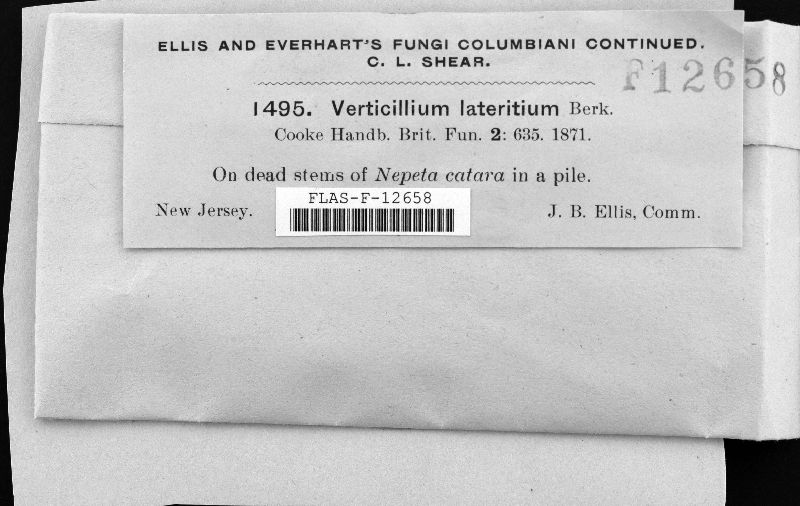 ELLIS AND EVERHART'S FUNGI COLUMBIANI CONTINUED.
C. L. SHEAR.
F12658
1495. Verticillium lateritium Berk.
Cooke Handb. Brit. Fun. 2: 635. 1871.
On dead stems of Nepeta catara in a pile.
FLAS-F-12658
New Jersey.
J. B. Ellis, Comm.